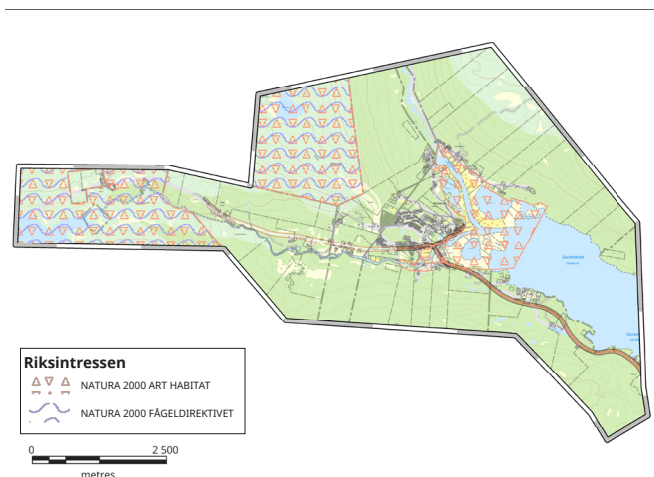 Riksintressen
NATURA 2000 ART HABITAT
NATURA 2000 FÅGELDIREKTIVET
0 2 500
metres